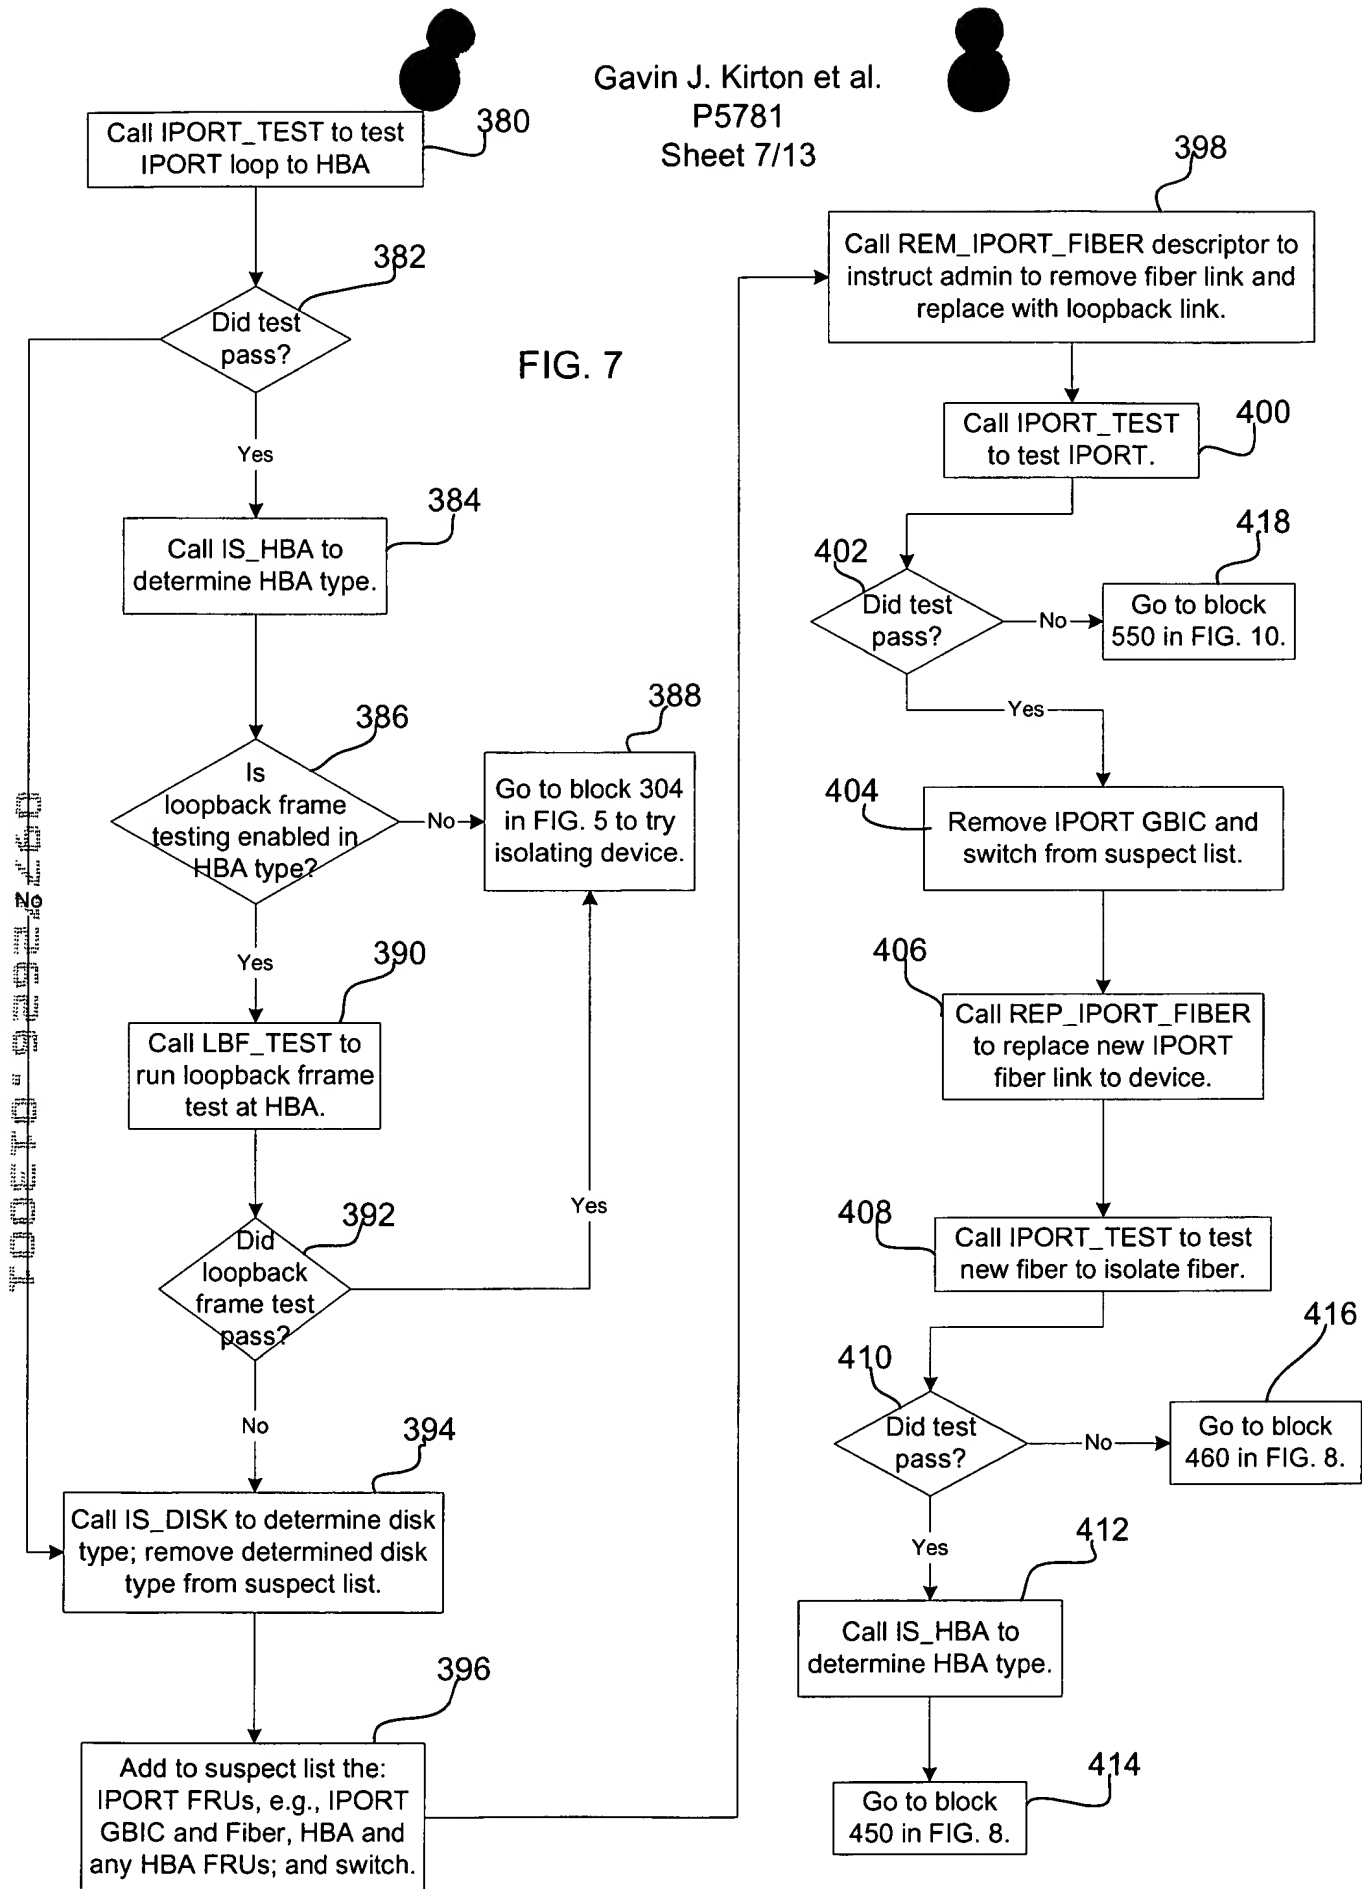 Gavin J. Kirton et al.
P5781
Sheet 7/13
FIG. 7
Call IPORT_TEST to test
IPORT loop to HBA
380
382
Did test
pass?
No
Yes
384
Call IS_HBA to
determine HBA type.
386
Is
loopback frame
testing enabled in
HBA type?
No
388
Go to block 304
in FIG. 5 to try
isolating device.
Yes
390
Call LBF_TEST to
run loopback frrame
test at HBA.
392
Did
loopback
frame test
pass?
Yes
No
394
Call IS_DISK to determine disk
type; remove determined disk
type from suspect list.
396
Add to suspect list the:
IPORT FRUs, e.g., IPORT
GBIC and Fiber, HBA and
any HBA FRUs; and switch.
398
Call REM_IPORT_FIBER descriptor to
instruct admin to remove fiber link and
replace with loopback link.
400
Call IPORT_TEST
to test IPORT.
402
Did test
pass?
No
418
Go to block
550 in FIG. 10.
Yes
404
Remove IPORT GBIC and
switch from suspect list.
406
Call REP_IPORT_FIBER
to replace new IPORT
fiber link to device.
408
Call IPORT_TEST to test
new fiber to isolate fiber.
410
Did test
pass?
No
416
Go to block
460 in FIG. 8.
Yes
412
Call IS_HBA to
determine HBA type.
414
Go to block
450 in FIG. 8.